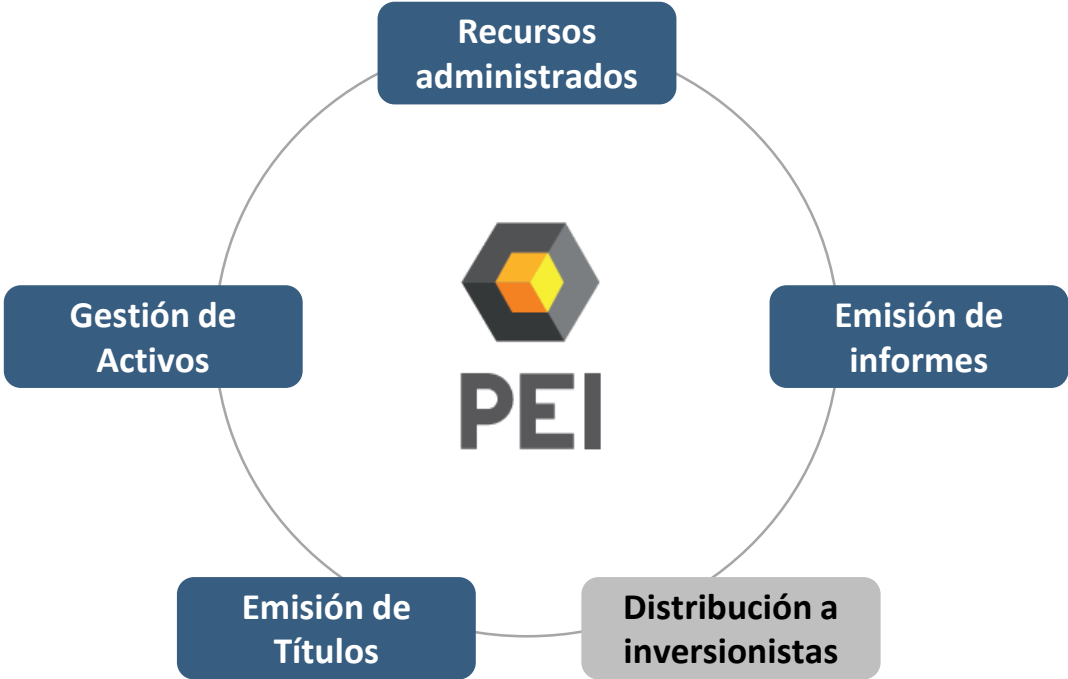 Recursos
administrados
Gestión de
Activos
Emisión de
informes
PEI
Emisión de
Títulos
Distribución a
inversionistas